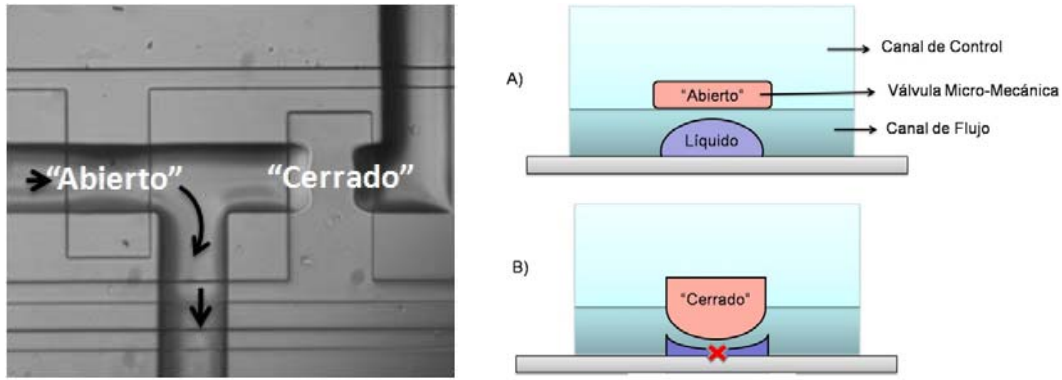 "Abierto"
"Cerrado"
A)
"Abierto"
Líquido
Canal de Control
Válvula Micro-Mecánica
Canal de Flujo
B)
"Cerrado"